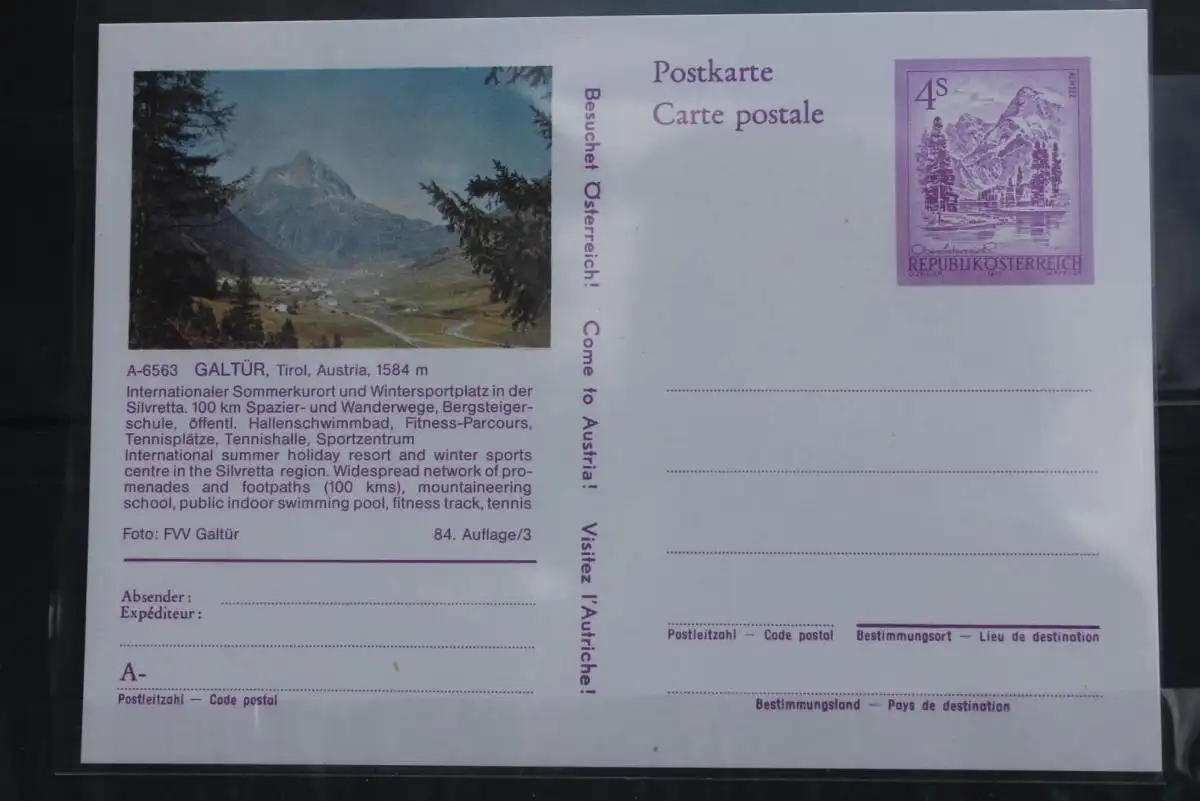 Postkarte
Carte postale
4S
ALMSEE
Oberösterreich
REPUBLIK ÖSTERREICH
Besuchet Österreich! Come to Austria! Visitez l'Autriche!
A-6563 GALTÜR, Tirol, Austria, 1584 m
Internationaler Sommerkurort und Wintersportplatz in der
Silvretta. 100 km Spazier- und Wanderwege, Bergsteiger-
schule, öffentl. Hallenschwimmbad, Fitness-Parcours,
Tennisplätze, Tennishalle, Sportzentrum
International summer holiday resort and winter sports
centre in the Silvretta region. Widespread network of pro-
menades and footpaths (100 kms), mountaineering
school, public indoor swimming pool, fitness track, tennis
Foto: FVV Galtür 84. Auflage/3
Absender:
Expéditeur:
A-
Postleitzahl — Code postal
Postleitzahl — Code postal Bestimmungsort — Lieu de destination
Bestimmungsland — Pays de destination